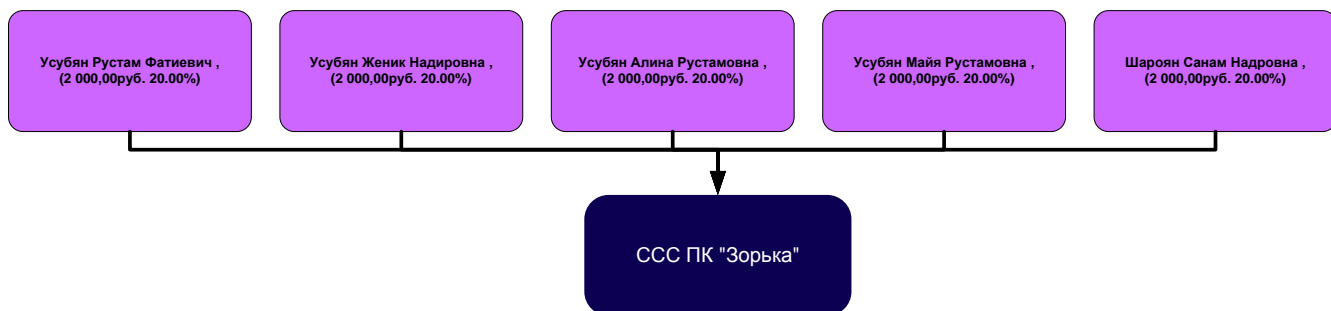 Усубян Рустам Фатиевич ,
(2 000,00руб. 20.00%)
Усубян Женик Надировна ,
(2 000,00руб. 20.00%)
Усубян Алина Рустамовна ,
(2 000,00руб. 20.00%)
Усубян Майя Рустамовна ,
(2 000,00руб. 20.00%)
Шароян Санам Надровна ,
(2 000,00руб. 20.00%)
ССС ПК "Зорька"